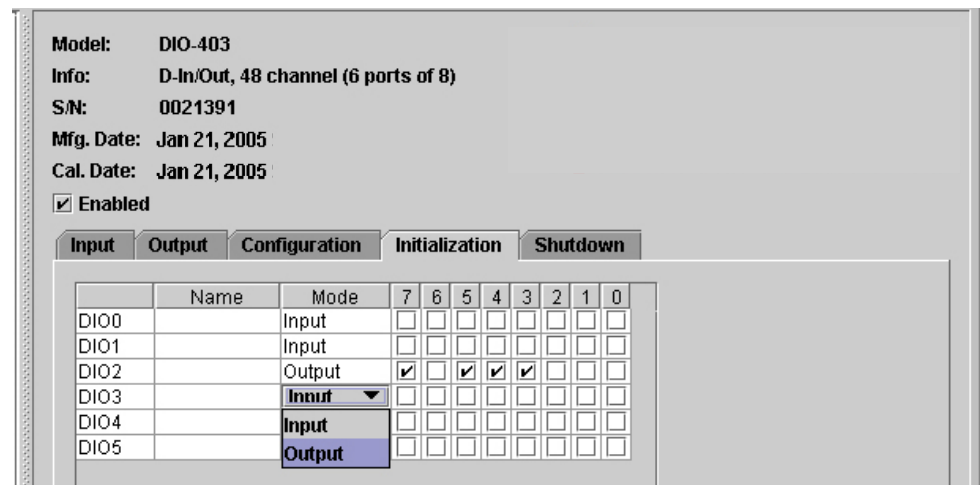 Model: DIO-403
Info: D-In/Out, 48 channel (6 ports of 8)
S/N: 0021391
Mfg. Date: Jan 21, 2005
Cal. Date: Jan 21, 2005
Enabled
Input Output Configuration Initialization Shutdown
Name Mode 7 6 5 4 3 2 1 0
DIO0 Input
DIO1 Input
DIO2 Output
DIO3 Input
DIO4 Input
DIO5 Output